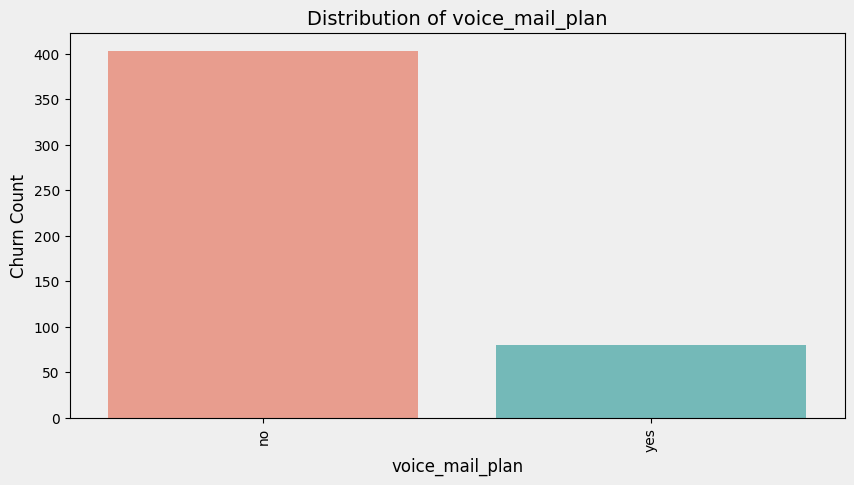 Distribution of voice_mail_plan
Churn Count
400
350
300
250
200
150
100
50
0
no
yes
voice_mail_plan